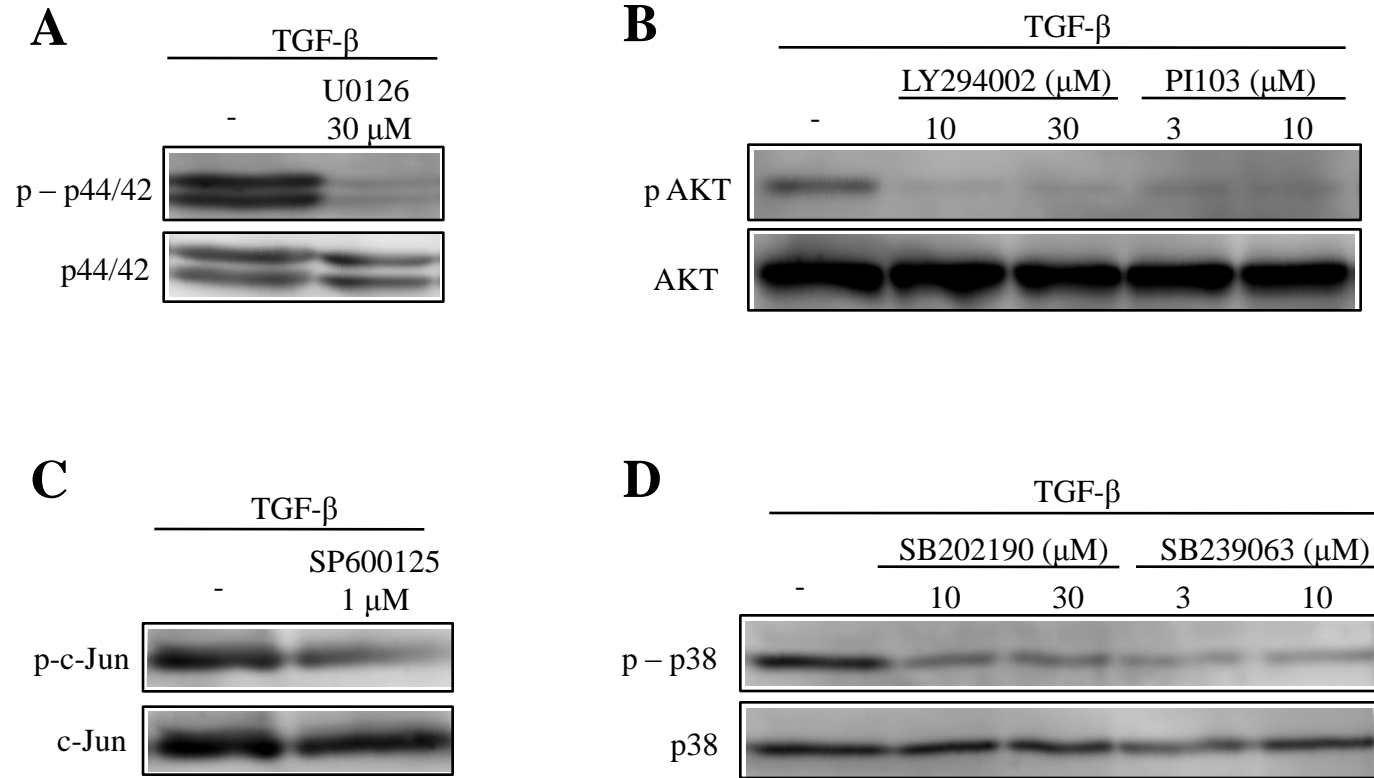 A
TGF-β
U0126
- 30 μM
p – p44/42
p44/42
B
TGF-β
LY294002 (μM) PI103 (μM)
- 10 30 3 10
p AKT
AKT
C
TGF-β
SP600125
- 1 μM
p-c-Jun
c-Jun
D
TGF-β
SB202190 (μM) SB239063 (μM)
- 10 30 3 10
p – p38
p38